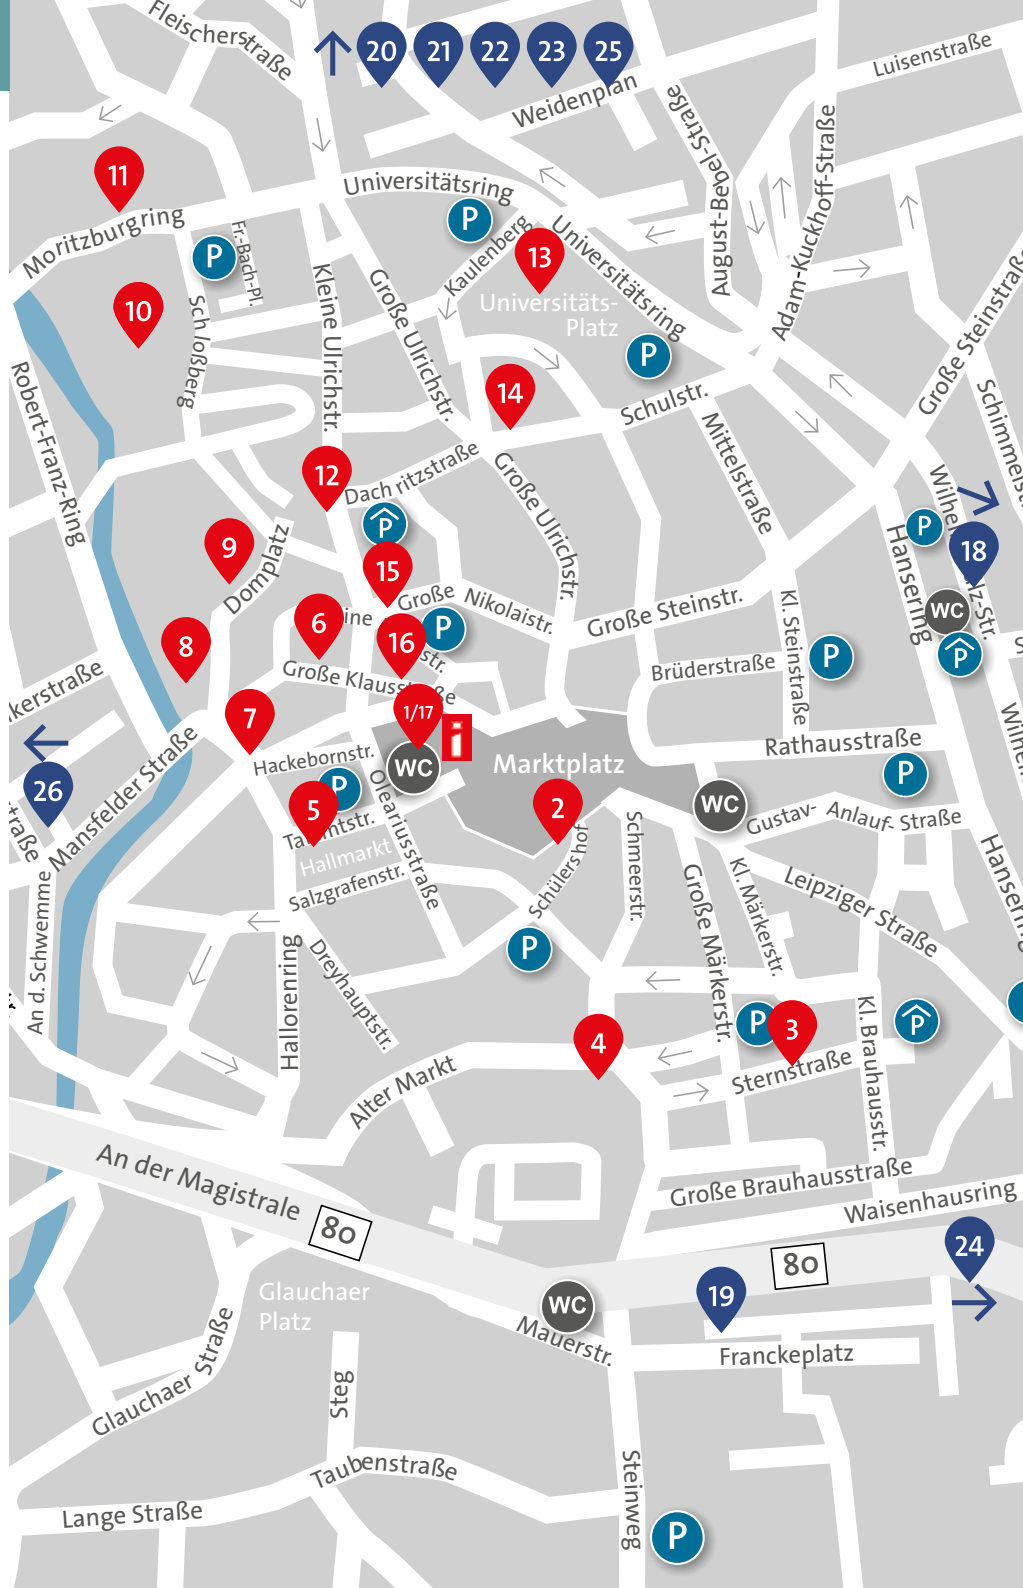 Fleischerstraße
20
21
22
23
25
Weidenplan
Luisenstraße
August-Bebel-Straße
Adam-Kuckhoff-Straße
11
Moritzburgring
Universitätsring
P
P
Fr.-Bach-Pl.
Kaulenberg
13
Universitätsring
Universitäts-
Platz
10
Schloßberg
Kleine Ulrichstr.
Große Ulrichstr.
P
Große Steinstraße
Schimmelstr.
Robert-Franz-Ring
14
Schulstr.
Mittelstraße
12
Dachritzstraße
Große Ulrichstr.
P
P
Hansering
18
WC
P
9
Domplatz
15
Große
Nikolaistr.
6
ine
16
P
str.
Große Steinstr.
Kl. Steinstraße
8
Große Klausstraße
Brüderstraße
P
kerstraße
7
1/17
i
WC
Marktplatz
Hackebornstr.
P
Rathausstraße
P
26
traße
Mansfelder Straße
5
Hallmarkt
Oleariusstraße
2
Schülershof
WC
Gustav-
Anlauf-
Straße
Hansering
Salzgrafenstr.
Schmeerstr.
Große Märkerstr.
Kl. Märkerstr.
Leipziger Straße
An d. Schwemme
Hallorenring
Dreyhauptstr.
P
P
3
P
4
Sternstraße
Kl. Brauhausstr.
Alter Markt
An der Magistrale
80
Große Brauhausstraße
Waisenhausring
24
80
19
Glauchaer
Platz
WC
Mauerstr.
Franckeplatz
Glauchaer Straße
Steg
Taubenstraße
Lange Straße
Steinweg
P